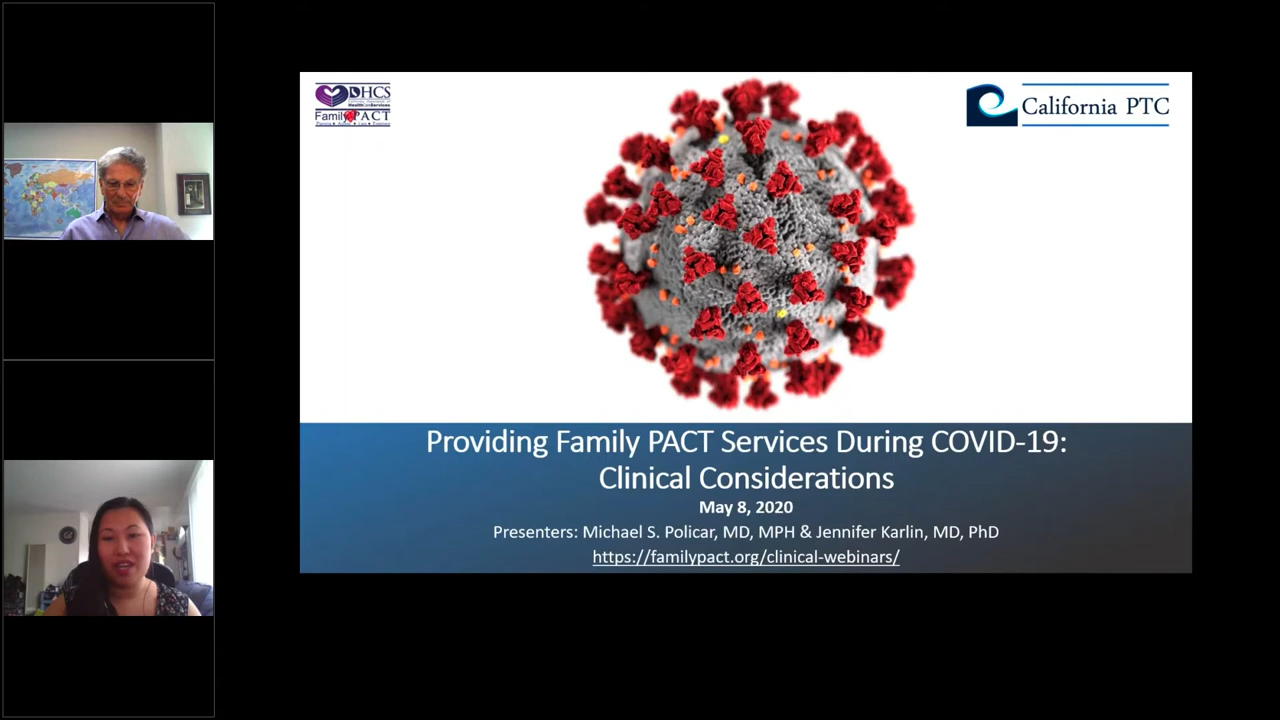 DHCS
HealthCareServices
Family PACT
California PTC
Providing Family PACT Services During COVID-19:
Clinical Considerations
May 8, 2020
Presenters: Michael S. Policar, MD, MPH & Jennifer Karlin, MD, PhD
https://familypact.org/clinical-webinars/